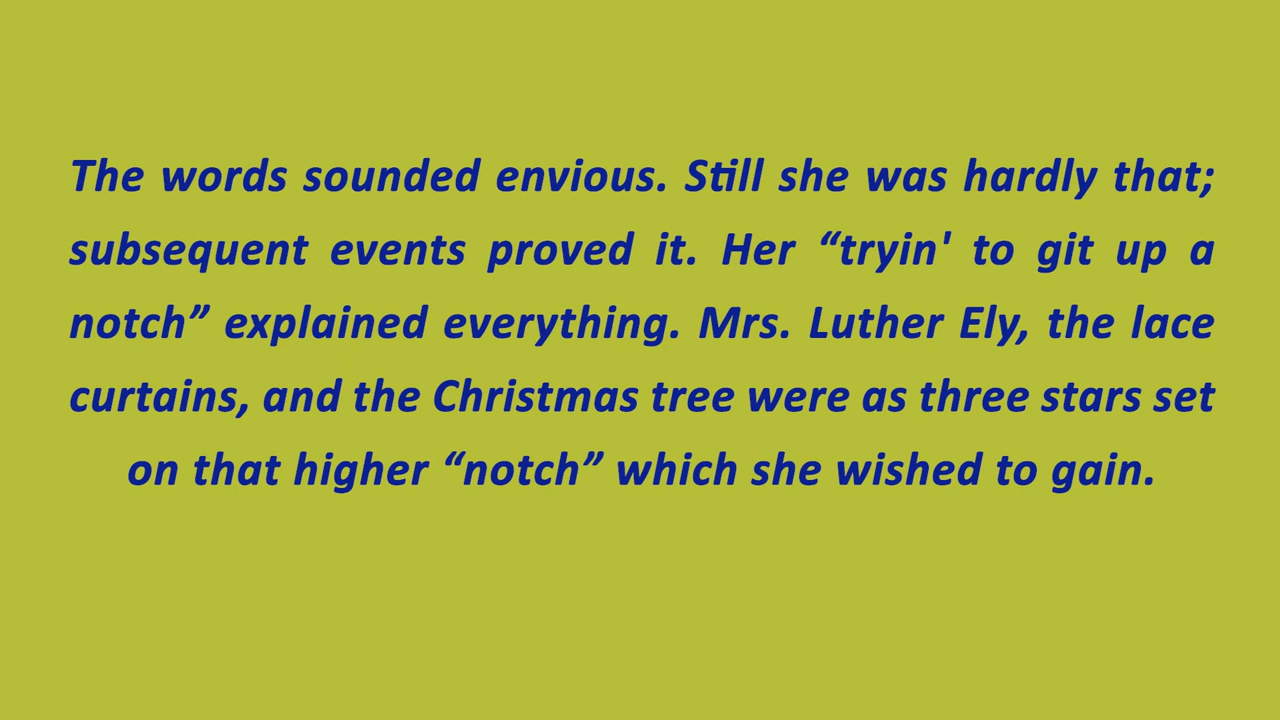 The words sounded envious. Still she was hardly that;
subsequent events proved it. Her “tryin' to git up a
notch” explained everything. Mrs. Luther Ely, the lace
curtains, and the Christmas tree were as three stars set
on that higher “notch” which she wished to gain.